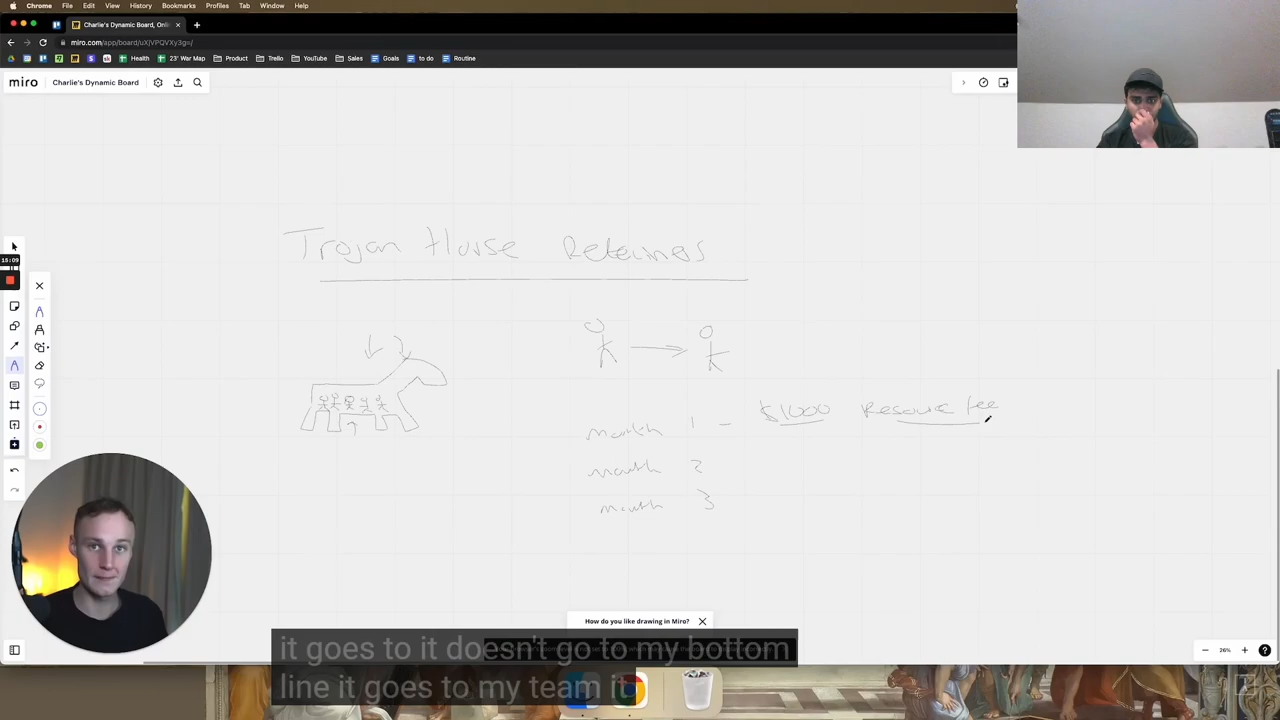 Chrome File Edit View History Bookmarks Profiles Tab Window Help
Charlie's Dynamic Board, Onli
miro.com/app/board/uXjVPQVXy3g=/
Health 23' War Map Product Trello YouTube Sales Goals to do Routine
miro Charlie's Dynamic Board
Trojan Horse Retainers
15:09
$1000 Resource fee
month 1 -
month 2
month 3
How do you like drawing in Miro?
it goes to it doesn't go to my bottom
line it goes to my team it
26%